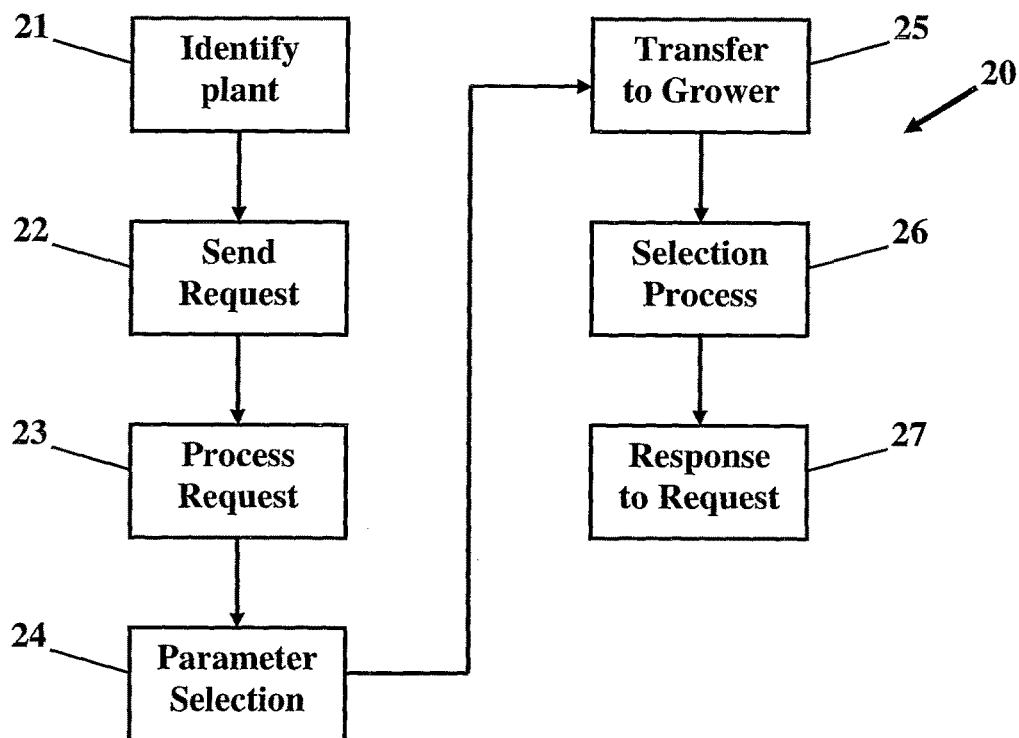 21
Identify
plant
22
Send
Request
23
Process
Request
24
Parameter
Selection
25
Transfer
to Grower
20
26
Selection
Process
27
Response
to Request